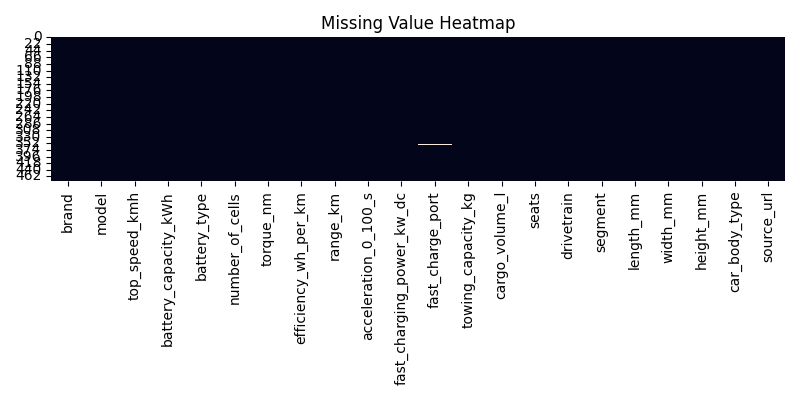 Missing Value Heatmap
0
22
44
66
88
110
132
154
176
198
220
242
264
286
308
330
352
374
396
418
440
462
brand
model
top_speed_kmh
battery_capacity_kWh
battery_type
number_of_cells
torque_nm
efficiency_wh_per_km
range_km
acceleration_0_100_s
fast_charging_power_kw_dc
fast_charge_port
towing_capacity_kg
cargo_volume_l
seats
drivetrain
segment
length_mm
width_mm
height_mm
car_body_type
source_url